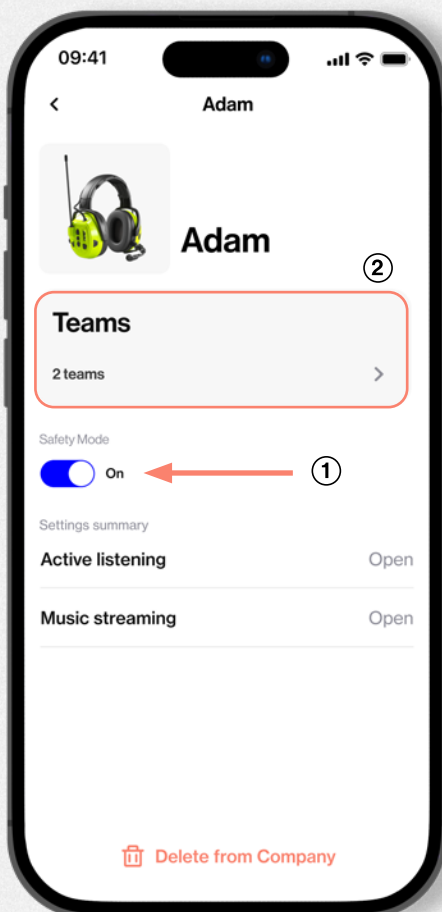 09:41
Adam
Adam
②
Teams
2 teams
Safety Mode
On
①
Settings summary
Active listening Open
Music streaming Open
Delete from Company